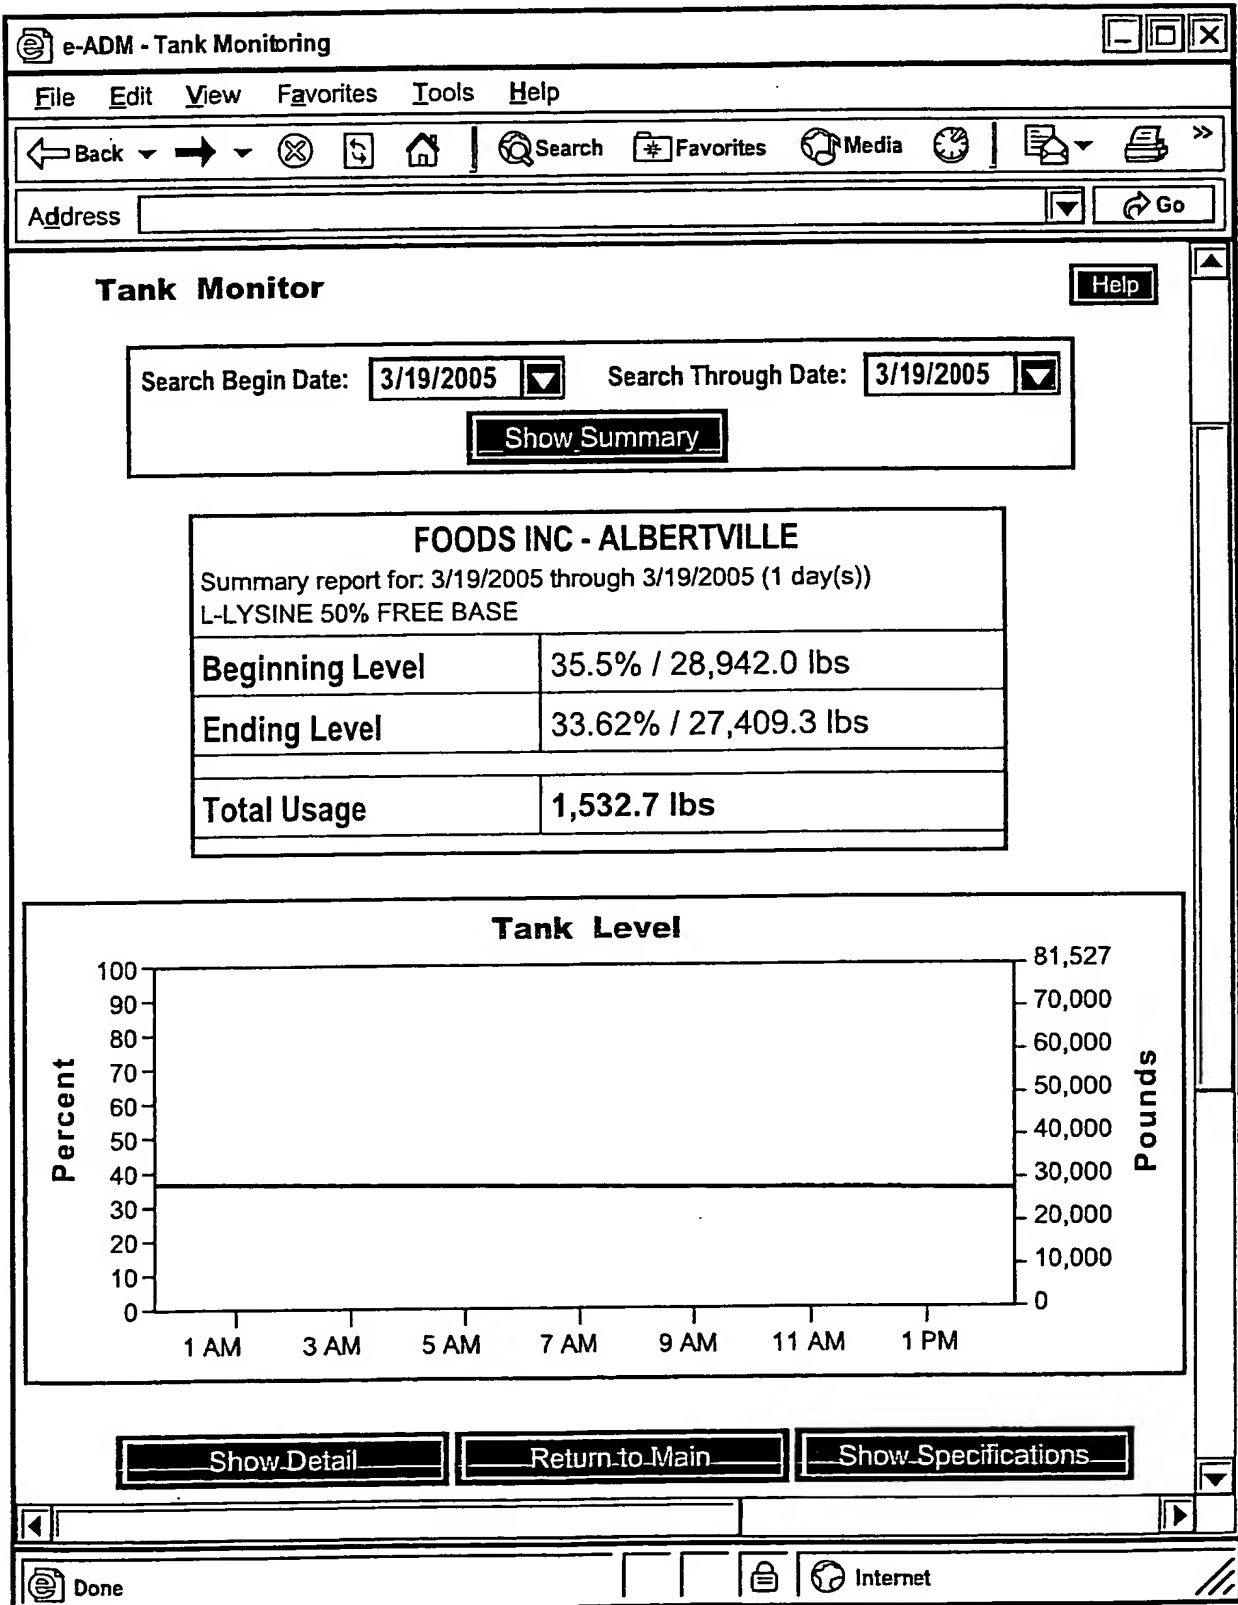 e-ADM - Tank Monitoring
File Edit View Favorites Tools Help
Back Search Favorites Media »
Address Go
Tank Monitor Help
Search Begin Date: 3/19/2005 Search Through Date: 3/19/2005
Show Summary
FOODS INC - ALBERTVILLE
Summary report for: 3/19/2005 through 3/19/2005 (1 day(s))
L-LYSINE 50% FREE BASE
Beginning Level 35.5% / 28,942.0 lbs
Ending Level 33.62% / 27,409.3 lbs
Total Usage 1,532.7 lbs
Tank Level
Percent
100
90
80
70
60
50
40
30
20
10
0
81,527
70,000
60,000
50,000
40,000
30,000
20,000
10,000
0
Pounds
1 AM 3 AM 5 AM 7 AM 9 AM 11 AM 1 PM
Show Detail Return to Main Show Specifications
Done Internet